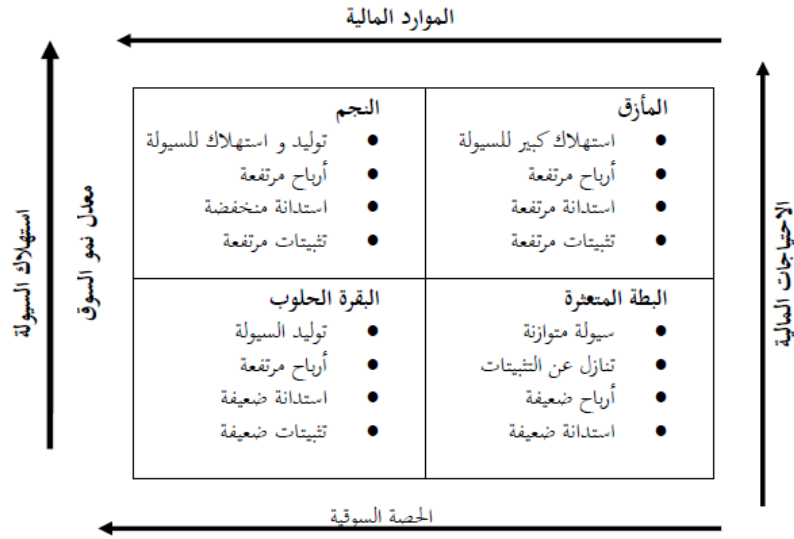 الموارد المالية
المأزق
● استهلاك كبير للسيولة
● أرباح مرتفعة
● استدانة مرتفعة
● تثبيتات مرتفعة
النجم
● توليد و استهلاك للسيولة
● أرباح مرتفعة
● استدانة منخفضة
● تثبيتات مرتفعة
البطة المتعثرة
● سيولة متوازنة
● تنازل عن التثبيتات
● أرباح ضعيفة
● استدانة ضعيفة
البقرة الحلوب
● توليد السيولة
● أرباح مرتفعة
● استدانة ضعيفة
● تثبيتات ضعيفة
الاحتياجات المالية
معدل نمو السوق
استهلاك السيولة
الحصة السوقية